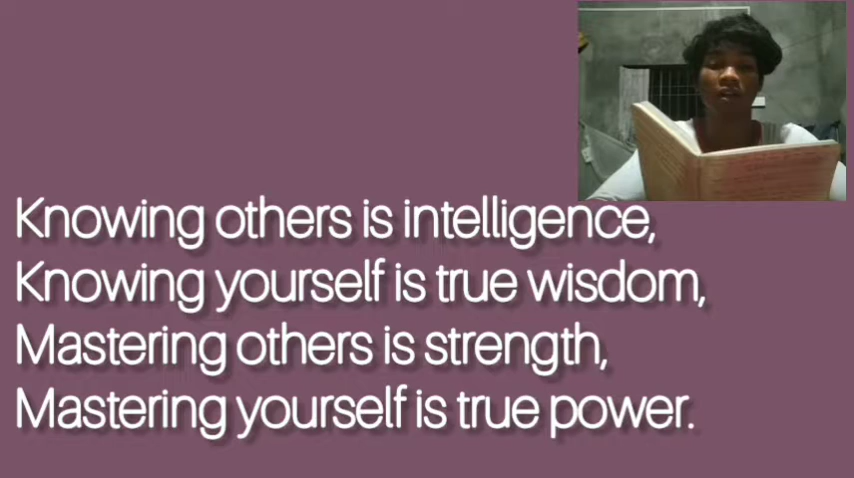 Knowing others is intelligence,
Knowing yourself is true wisdom,
Mastering others is strength,
Mastering yourself is true power.